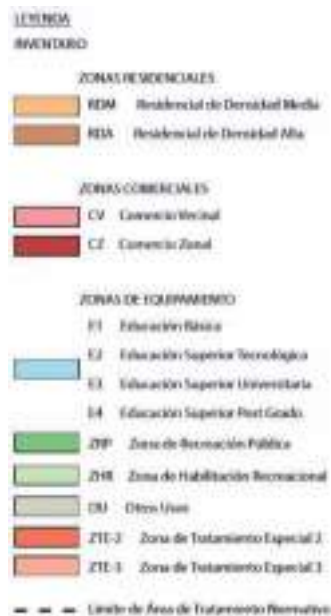 LEYENDA
INVENTARIO
ZONAS RESIDENCIALES
RDM Residencial de Densidad Media
RDA Residencial de Densidad Alta
ZONAS COMERCIALES
CV Comercio Vecinal
CZ Comercio Zonal
ZONAS DE EQUIPAMIENTO
E1 Educación Básica
E2 Educación Superior Tecnológica
E3 Educación Superior Universitaria
E4 Educación Superior Post Grado
ZRP Zona de Recreación Pública
ZHR Zona de Habilitación Recreacional
OU Otros Usos
ZTE-2 Zona de Tratamiento Especial 2
ZTE-3 Zona de Tratamiento Especial 3
Límite de Área de Tratamiento Normativo